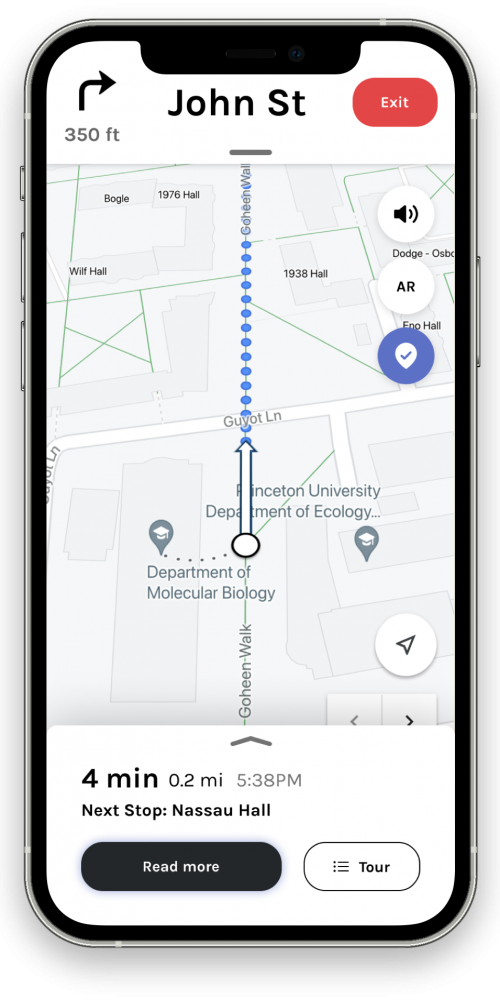 John St
Exit
350 ft
Goheen Walk
Bogle
1976 Hall
Dodge - Osbo
Wilf Hall
1938 Hall
AR
Eno Hall
Guyot Ln
Guyot Ln
Princeton University
Department of Ecology...
Department of
Molecular Biology
Goheen Walk
4 min 0.2 mi 5:38PM
Next Stop: Nassau Hall
Read more
Tour